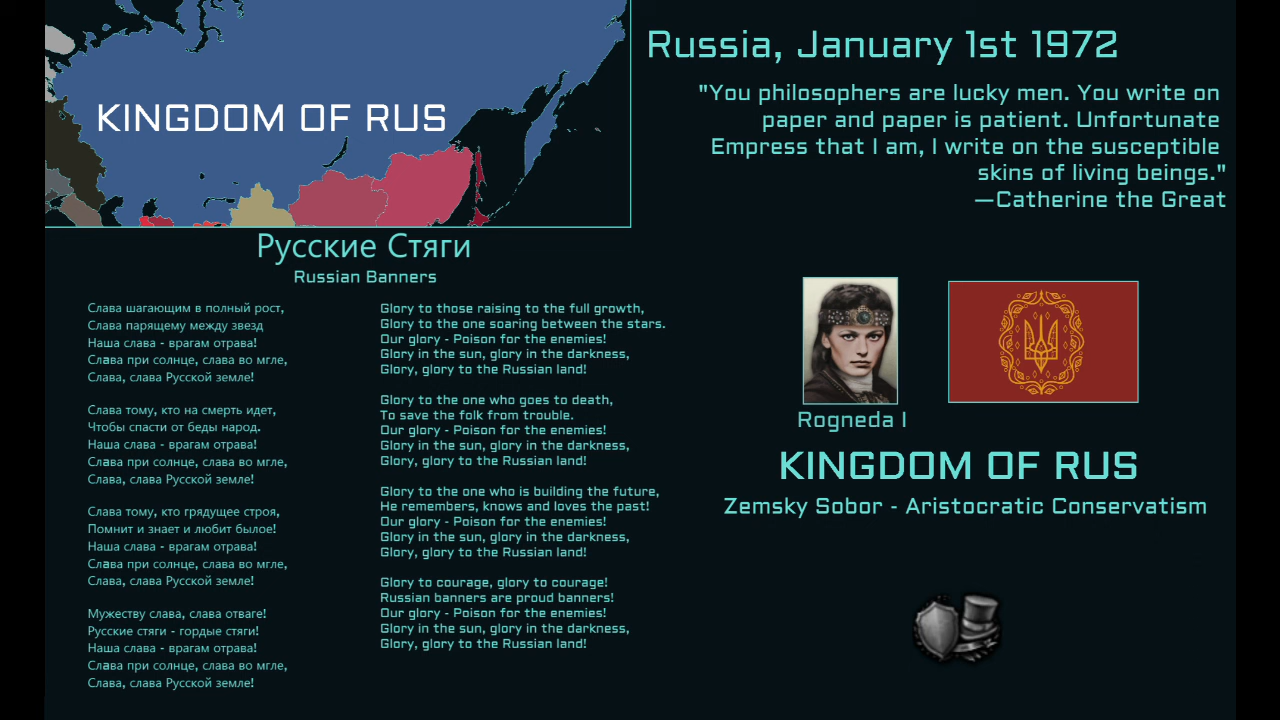 KINGDOM OF RUS
Russia, January 1st 1972
"You philosophers are lucky men. You write on
paper and paper is patient. Unfortunate
Empress that I am, I write on the susceptible
skins of living beings."
—Catherine the Great
Русские Стяги
Russian Banners
Слава шагающим в полный рост,
Слава парящему между звезд
Наша слава - врагам отрава!
Слава при солнце, слава во мгле,
Слава, слава Русской земле!
Слава тому, кто на смерть идет,
Чтобы спасти от беды народ.
Наша слава - врагам отрава!
Слава при солнце, слава во мгле,
Слава, слава Русской земле!
Слава тому, кто грядущее строя,
Помнит и знает и любит былое!
Наша слава - врагам отрава!
Слава при солнце, слава во мгле,
Слава, слава Русской земле!
Мужеству слава, слава отваге!
Русские стяги - гордые стяги!
Наша слава - врагам отрава!
Слава при солнце, слава во мгле,
Слава, слава Русской земле!
Glory to those raising to the full growth,
Glory to the one soaring between the stars.
Our glory - Poison for the enemies!
Glory in the sun, glory in the darkness,
Glory, glory to the Russian land!
Glory to the one who goes to death,
To save the folk from trouble.
Our glory - Poison for the enemies!
Glory in the sun, glory in the darkness,
Glory, glory to the Russian land!
Glory to the one who is building the future,
He remembers, knows and loves the past!
Our glory - Poison for the enemies!
Glory in the sun, glory in the darkness,
Glory, glory to the Russian land!
Glory to courage, glory to courage!
Russian banners are proud banners!
Our glory - Poison for the enemies!
Glory in the sun, glory in the darkness,
Glory, glory to the Russian land!
Rogneda I
KINGDOM OF RUS
Zemsky Sobor - Aristocratic Conservatism